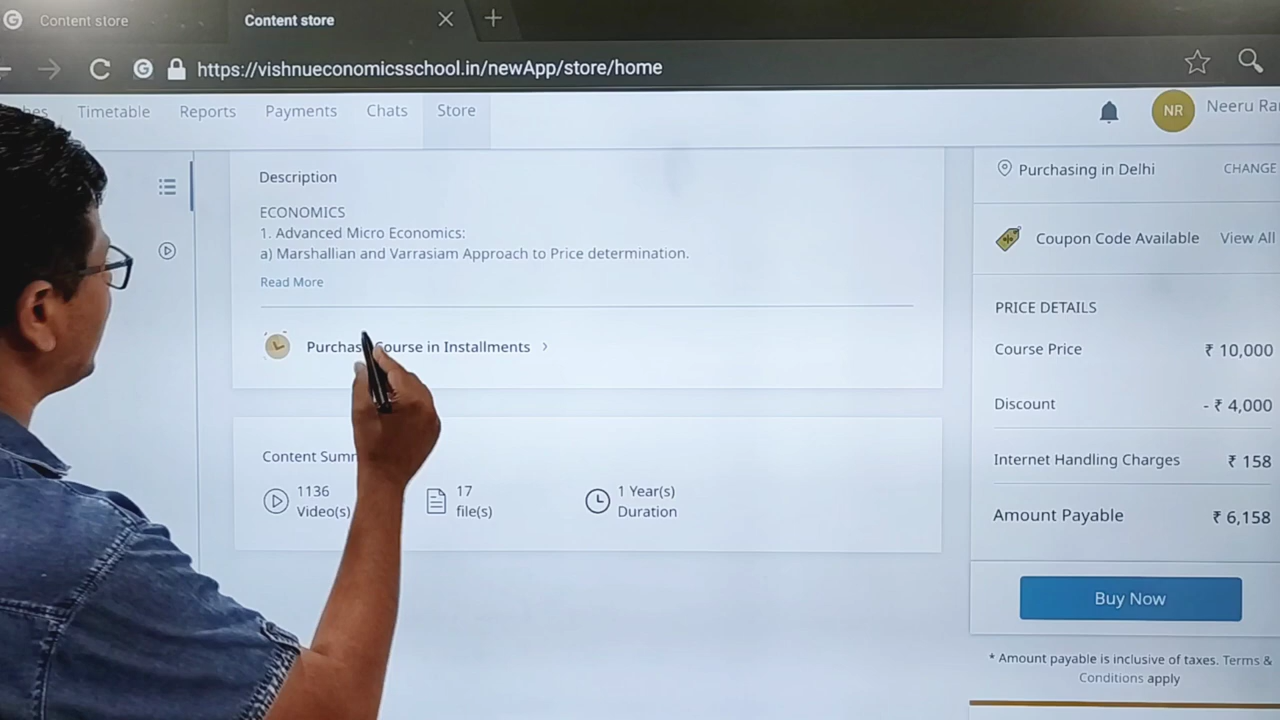 Content store
Content store
https://vishnueconomicsschool.in/newApp/store/home
Timetable Reports Payments Chats Store
NR Neeru
Description
ECONOMICS
1. Advanced Micro Economics:
a) Marshallian and Varrasiam Approach to Price determination.
Read More
Course in Installments
Content
1136
Video(s)
17
file(s)
1 Year(s)
Duration
Purchasing in Delhi CHANGE
Coupon Code Available View All
PRICE DETAILS
Course Price ₹ 10,000
Discount - ₹ 4,000
Internet Handling Charges ₹ 158
Amount Payable ₹ 6,158
Buy Now
* Amount payable is inclusive of taxes. Terms &
Conditions apply